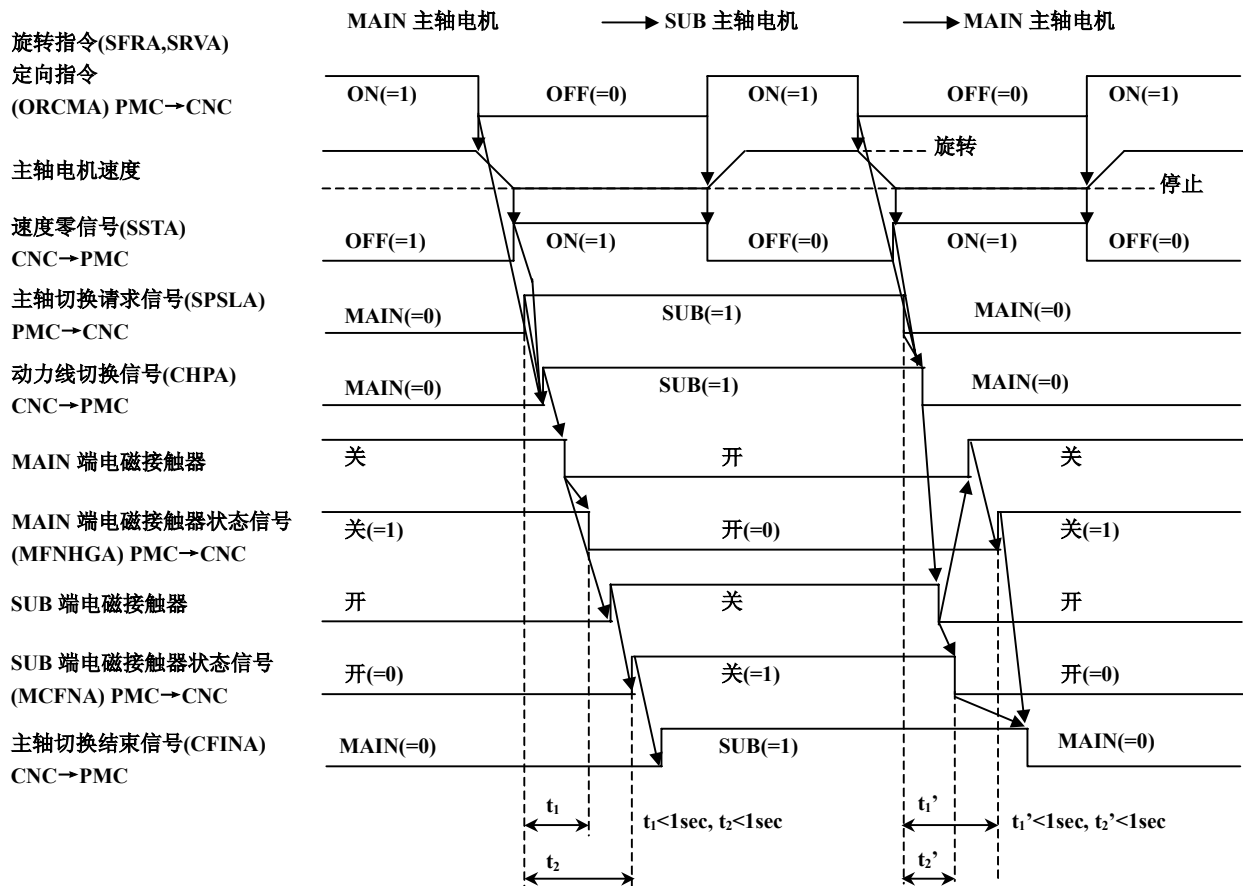 MAIN 主轴电机 → SUB 主轴电机 → MAIN 主轴电机
旋转指令(SFRA,SRVA)
定向指令
(ORCMA) PMC→CNC
ON(=1) OFF(=0) ON(=1) OFF(=0) ON(=1)
旋转
主轴电机速度
停止
速度零信号(SSTA)
CNC→PMC
OFF(=1) ON(=1) OFF(=0) ON(=1) OFF(=0)
主轴切换请求信号(SPSLA)
PMC→CNC
MAIN(=0) SUB(=1) MAIN(=0)
动力线切换信号(CHPA)
CNC→PMC
MAIN(=0) SUB(=1) MAIN(=0)
MAIN 端电磁接触器
关 开 关
MAIN 端电磁接触器状态信号
(MFNHGA) PMC→CNC
关(=1) 开(=0) 关(=1)
SUB 端电磁接触器
开 关 开
SUB 端电磁接触器状态信号
(MCFNA) PMC→CNC
开(=0) 关(=1) 开(=0)
主轴切换结束信号(CFINA)
CNC→PMC
MAIN(=0) SUB(=1) MAIN(=0)
t₁ t₁<1sec, t₂<1sec t₁’ t₁’<1sec, t₂’<1sec
t₂ t₂’